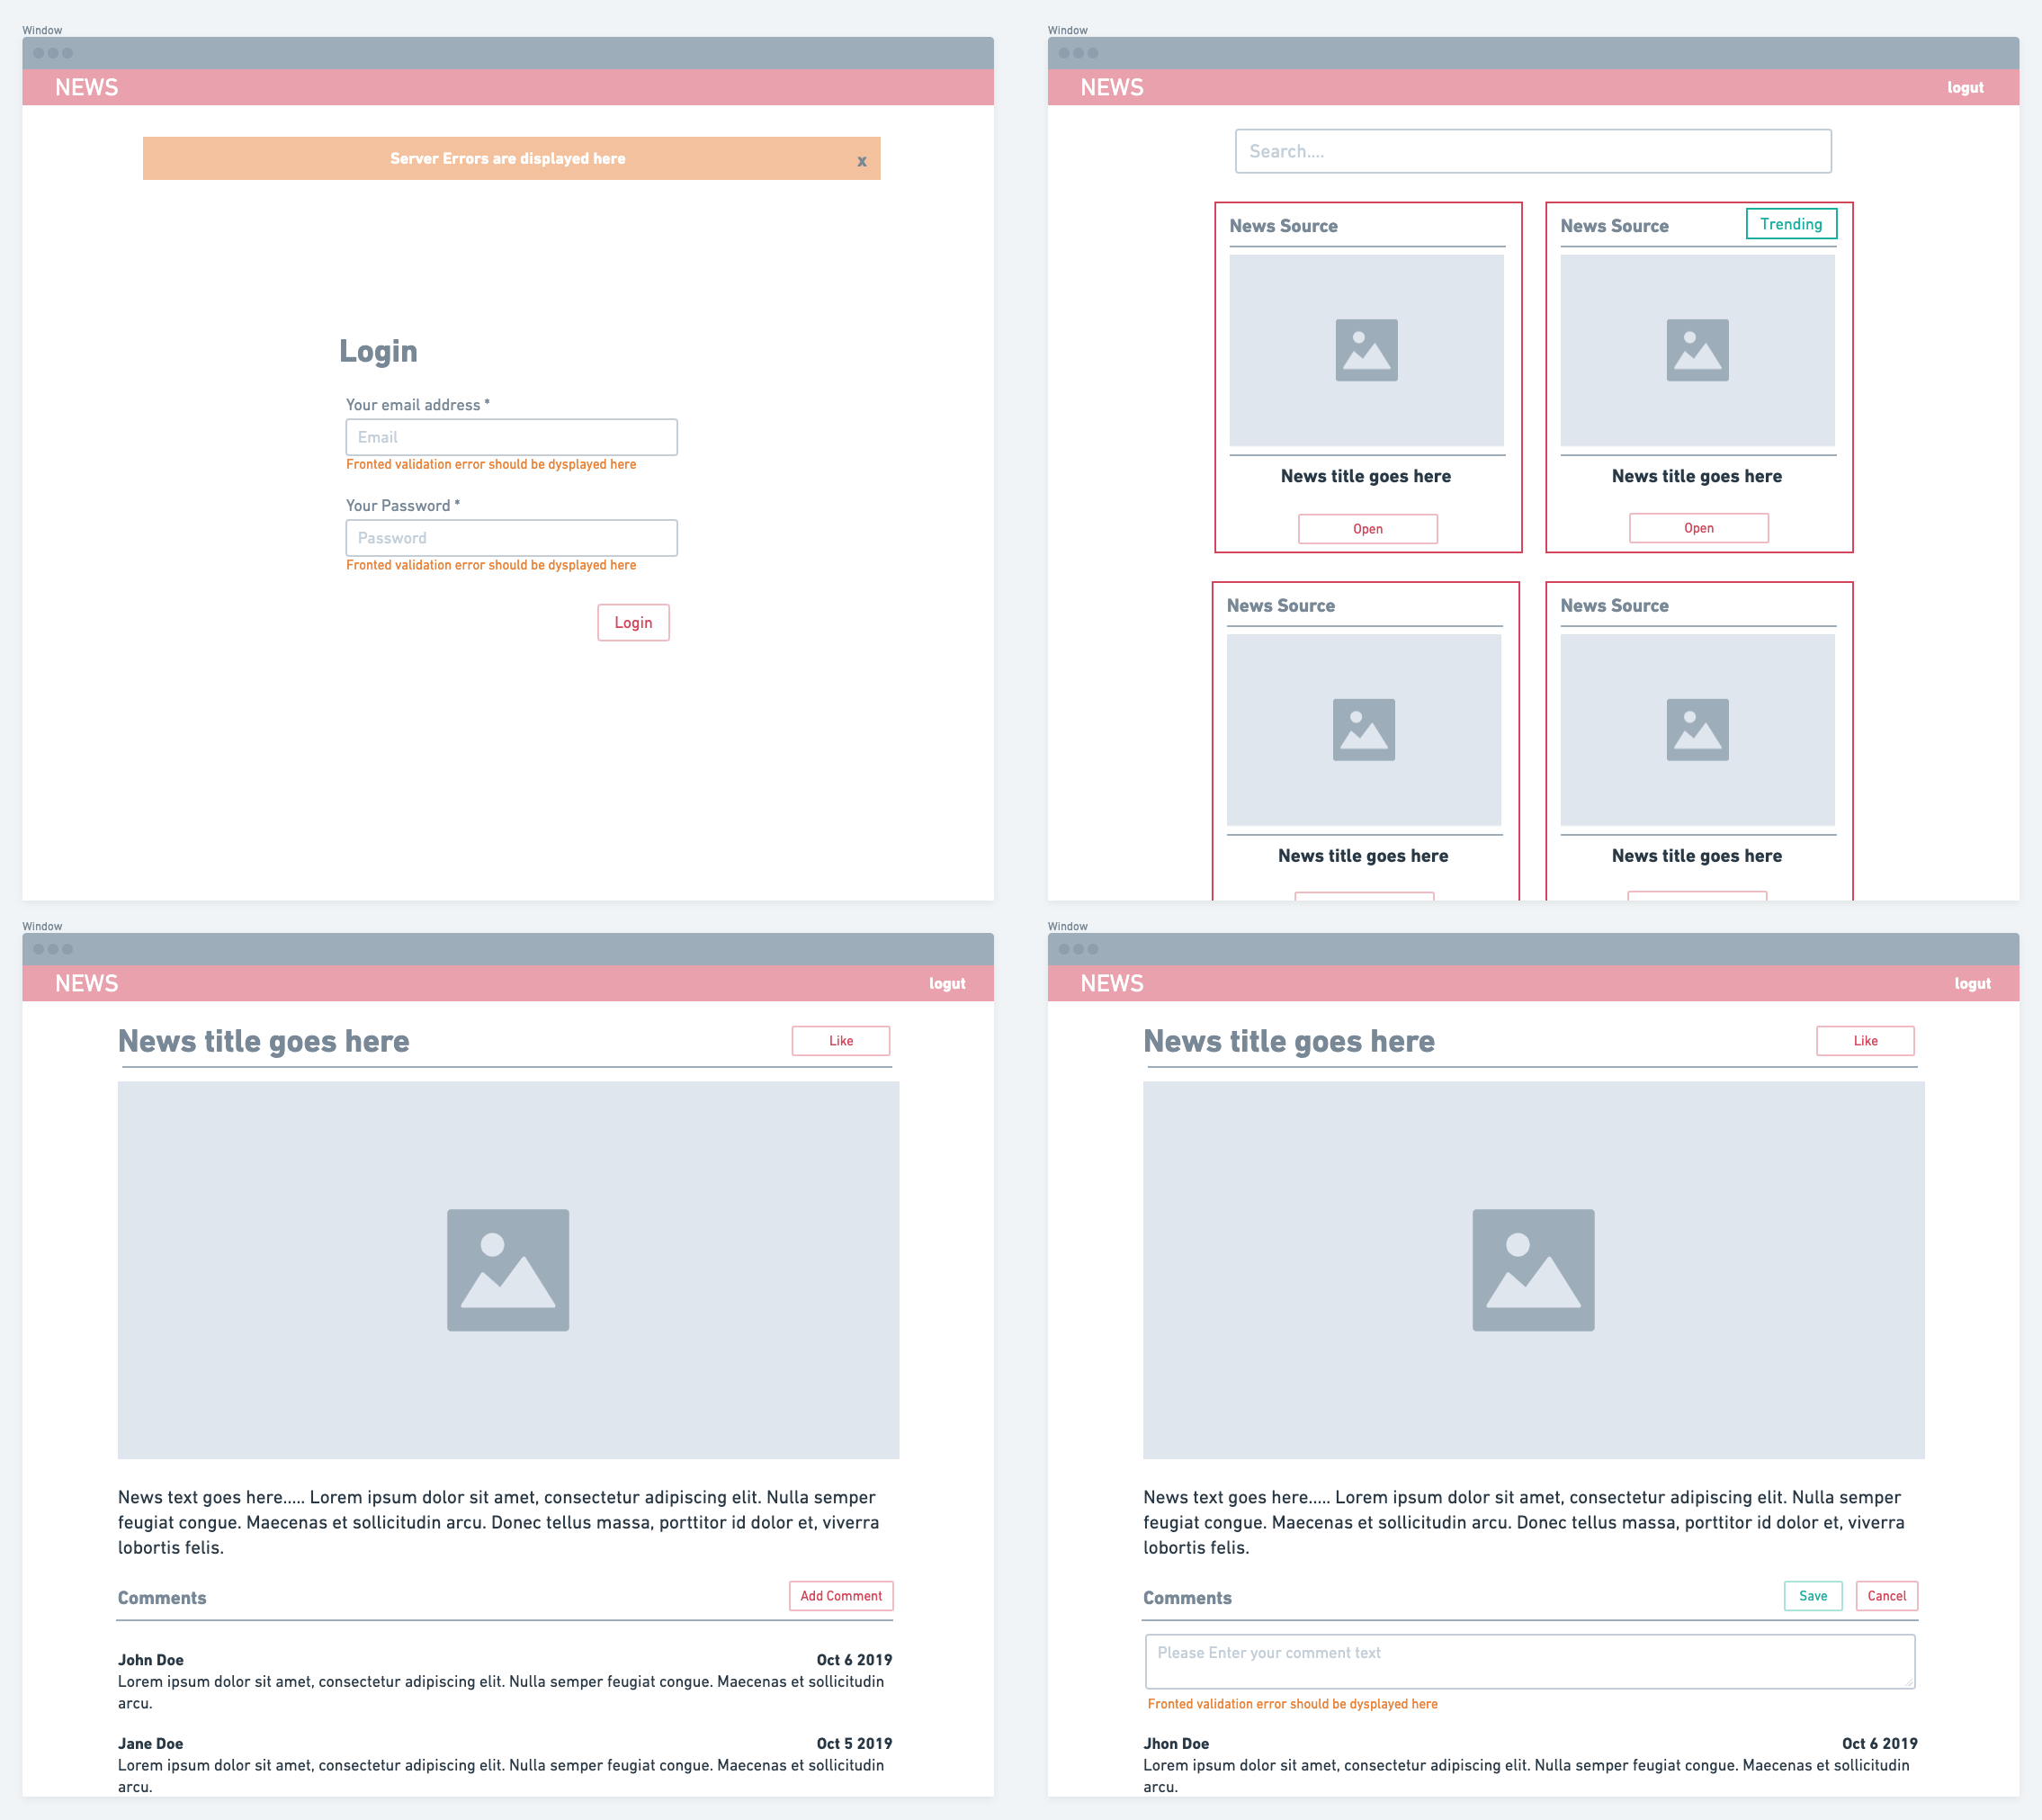 Window
NEWS
Server Errors are displayed here
x
Login
Your email address *
Email
Fronted validation error should be dysplayed here
Your Password *
Password
Fronted validation error should be dysplayed here
Login
Window
NEWS
logut
Search....
News Source
News title goes here
Open
News Source
Trending
News title goes here
Open
News Source
News title goes here
News Source
News title goes here
Window
NEWS
logut
News title goes here
Like
News text goes here..... Lorem ipsum dolor sit amet, consectetur adipiscing elit. Nulla semper
feugiat congue. Maecenas et sollicitudin arcu. Donec tellus massa, porttitor id dolor et, viverra
lobortis felis.
Comments
Add Comment
John Doe
Oct 6 2019
Lorem ipsum dolor sit amet, consectetur adipiscing elit. Nulla semper feugiat congue. Maecenas et sollicitudin
arcu.
Jane Doe
Oct 5 2019
Lorem ipsum dolor sit amet, consectetur adipiscing elit. Nulla semper feugiat congue. Maecenas et sollicitudin
arcu.
Window
NEWS
logut
News title goes here
Like
News text goes here..... Lorem ipsum dolor sit amet, consectetur adipiscing elit. Nulla semper
feugiat congue. Maecenas et sollicitudin arcu. Donec tellus massa, porttitor id dolor et, viverra
lobortis felis.
Comments
Save
Cancel
Please Enter your comment text
Fronted validation error should be dysplayed here
Jhon Doe
Oct 6 2019
Lorem ipsum dolor sit amet, consectetur adipiscing elit. Nulla semper feugiat congue. Maecenas et sollicitudin
arcu.